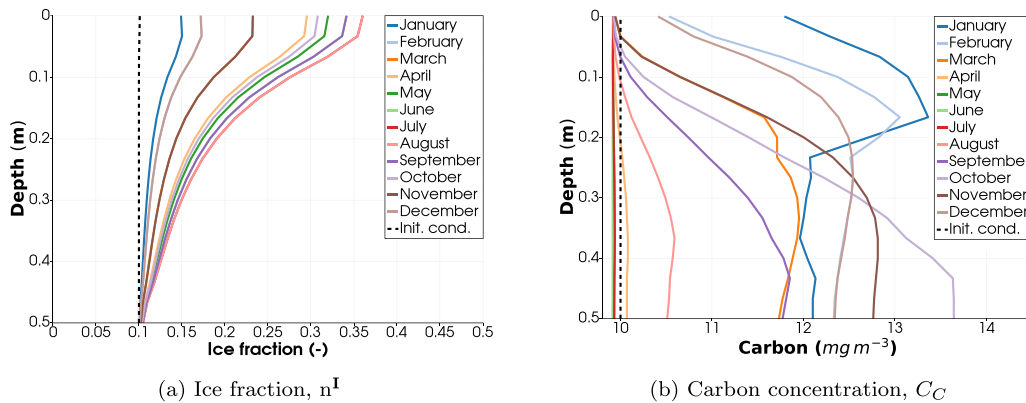 0
0.1
0.2
0.3
0.4
0.5
Depth (m)
0
0.05
0.1
0.15
0.2
0.25
0.3
0.35
0.4
0.45
0.5
Ice fraction (-)
January
February
March
April
May
June
July
August
September
October
November
December
Init. cond.
(a) Ice fraction, n^I
0
0.1
0.2
0.3
0.4
0.5
Depth (m)
10
11
12
13
14
Carbon (mg m⁻³)
January
February
March
April
May
June
July
August
September
October
November
December
Init. cond.
(b) Carbon concentration, C_C